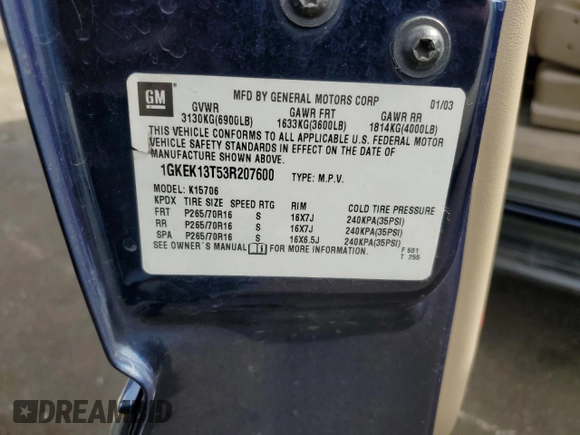 GM
MFD BY GENERAL MOTORS CORP 01/03
GVWR GAWR FRT GAWR RR
3130KG(6900LB) 1633KG(3600LB) 1814KG(4000LB)
THIS VEHICLE CONFORMS TO ALL APPLICABLE U.S. FEDERAL MOTOR
VEHICLE SAFETY STANDARDS IN EFFECT ON THE DATE OF
MANUFACTURE SHOWN ABOVE.
1GKEK13T53R207600 TYPE: M.P.V.
MODEL: K15706
KPDX TIRE SIZE SPEED RTG RIM COLD TIRE PRESSURE
FRT P265/70R16 S 16X7J 240KPA(35PSI)
RR P265/70R16 S 16X7J 240KPA(35PSI)
SPA P265/70R16 S 16X6.5J 240KPA(35PSI)
SEE OWNER`S MANUAL FOR MORE INFORMATION.
F 601
T 255
DREAMBID